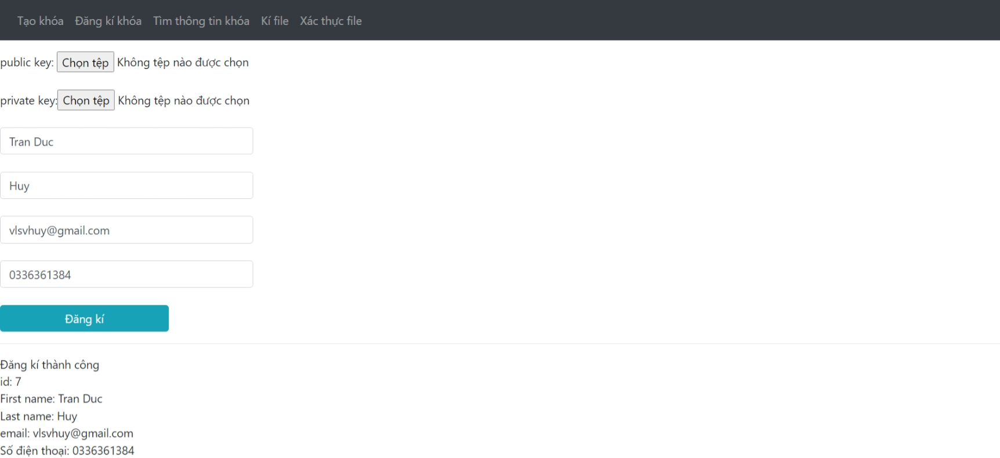 Tạo khóa Đăng kí khóa Tìm thông tin khóa Kí file Xác thực file
public key: Chọn tệp Không tệp nào được chọn
private key: Chọn tệp Không tệp nào được chọn
Tran Duc
Huy
vlsvhuy@gmail.com
0336361384
Đăng kí
Đăng kí thành công
id: 7
First name: Tran Duc
Last name: Huy
email: vlsvhuy@gmail.com
Số điện thoại: 0336361384